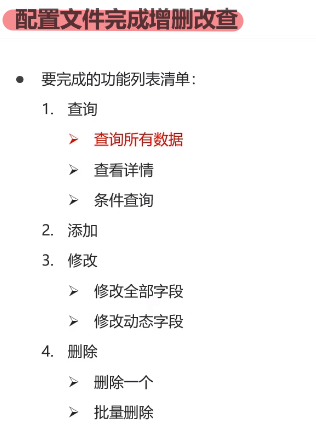 配置文件完成增删改查
● 要完成的功能列表清单：
1. 查询
➢ 查询所有数据
➢ 查看详情
➢ 条件查询
2. 添加
3. 修改
➢ 修改全部字段
➢ 修改动态字段
4. 删除
➢ 删除一个
➢ 批量删除